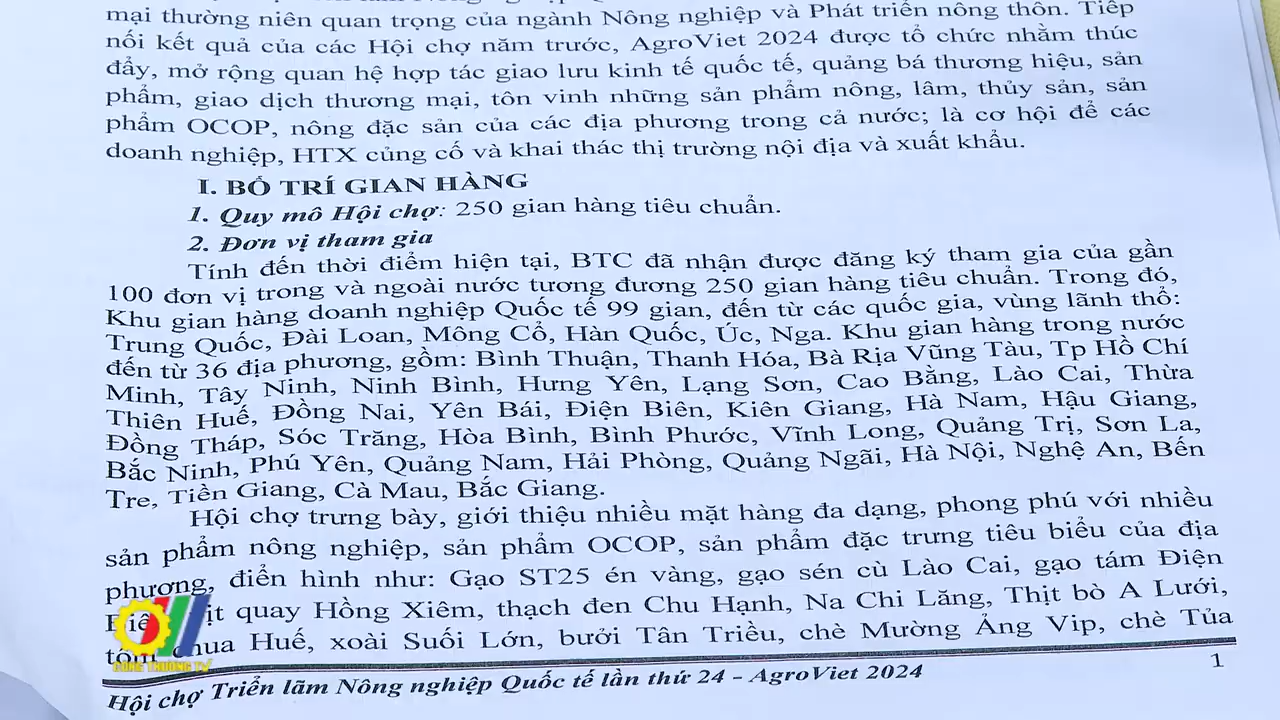 mại thường niên quan trọng của ngành Nông nghiệp và Phát triển nông thôn. Tiếp
nối kết quả của các Hội chợ năm trước, AgroViet 2024 được tổ chức nhằm thúc
đẩy, mở rộng quan hệ hợp tác giao lưu kinh tế quốc tế, quảng bá thương hiệu, sản
phẩm, giao dịch thương mại, tôn vinh những sản phẩm nông, lâm, thủy sản, sản
phẩm OCOP, nông đặc sản của các địa phương trong cả nước; là cơ hội để các
doanh nghiệp, HTX củng cố và khai thác thị trường nội địa và xuất khẩu.
I. BỐ TRÍ GIAN HÀNG
1. Quy mô Hội chợ: 250 gian hàng tiêu chuẩn.
2. Đơn vị tham gia
Tính đến thời điểm hiện tại, BTC đã nhận được đăng ký tham gia của gần
100 đơn vị trong và ngoài nước tương đương 250 gian hàng tiêu chuẩn. Trong đó,
Khu gian hàng doanh nghiệp Quốc tế 99 gian, đến từ các quốc gia, vùng lãnh thổ:
Trung Quốc, Đài Loan, Mông Cổ, Hàn Quốc, Úc, Nga. Khu gian hàng trong nước
đến từ 36 địa phương, gồm: Bình Thuận, Thanh Hóa, Bà Rịa Vũng Tàu, Tp Hồ Chí
Minh, Tây Ninh, Ninh Bình, Hưng Yên, Lạng Sơn, Cao Bằng, Lào Cai, Thừa
Thiên Huế, Đồng Nai, Yên Bái, Điện Biên, Kiên Giang, Hà Nam, Hậu Giang,
Đồng Tháp, Sóc Trăng, Hòa Bình, Bình Phước, Vĩnh Long, Quảng Trị, Sơn La,
Bắc Ninh, Phú Yên, Quảng Nam, Hải Phòng, Quảng Ngãi, Hà Nội, Nghệ An, Bến
Tre, Tiền Giang, Cà Mau, Bắc Giang.
Hội chợ trưng bày, giới thiệu nhiều mặt hàng đa dạng, phong phú với nhiều
sản phẩm nông nghiệp, sản phẩm OCOP, sản phẩm đặc trưng tiêu biểu của địa
phương, điển hình như: Gạo ST25 én vàng, gạo sén cù Lào Cai, gạo tám Điện
quay Hồng Xiêm, thạch đen Chu Hạnh, Na Chi Lăng, Thịt bò A Lưới,
chua Huế, xoài Suối Lớn, bưởi Tân Triều, chè Mường Ảng Vip, chè Tủa
CÔNG THƯƠNG TV
Hội chợ Triển lãm Nông nghiệp Quốc tế lần thứ 24 - AgroViet 2024 1